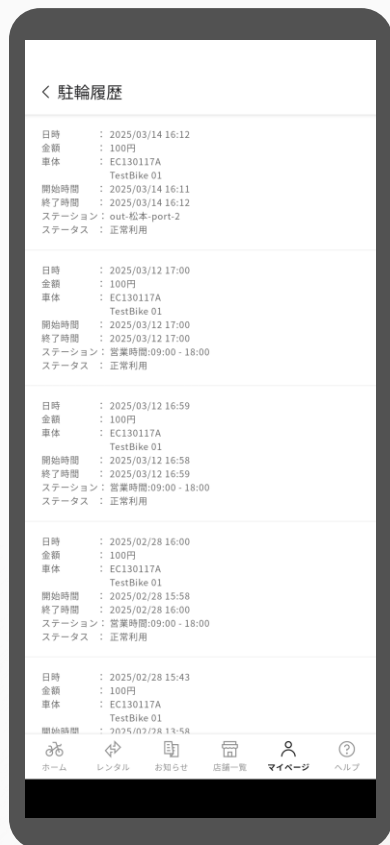 駐輪履歴
日時 : 2025/03/14 16:12
金額 : 100円
車体 : EC130117A
TestBike 01
開始時間 : 2025/03/14 16:11
終了時間 : 2025/03/14 16:12
ステーション : out-松本-port-2
ステータス : 正常利用
日時 : 2025/03/12 17:00
金額 : 100円
車体 : EC130117A
TestBike 01
開始時間 : 2025/03/12 17:00
終了時間 : 2025/03/12 17:00
ステーション : 営業時間:09:00 - 18:00
ステータス : 正常利用
日時 : 2025/03/12 16:59
金額 : 100円
車体 : EC130117A
TestBike 01
開始時間 : 2025/03/12 16:58
終了時間 : 2025/03/12 16:59
ステーション : 営業時間:09:00 - 18:00
ステータス : 正常利用
日時 : 2025/02/28 16:00
金額 : 100円
車体 : EC130117A
TestBike 01
開始時間 : 2025/02/28 15:58
終了時間 : 2025/02/28 16:00
ステーション : 営業時間:09:00 - 18:00
ステータス : 正常利用
日時 : 2025/02/28 15:43
金額 : 100円
車体 : EC130117A
TestBike 01
開始時間 : 2025/02/28 13:58
ホーム レンタル お知らせ 店舗一覧 マイページ ヘルプ